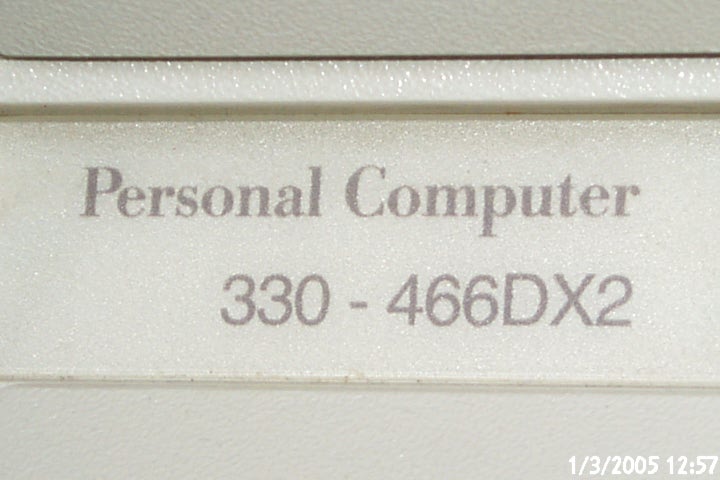 Personal Computer
330 - 466DX2
1/3/2005 12:57